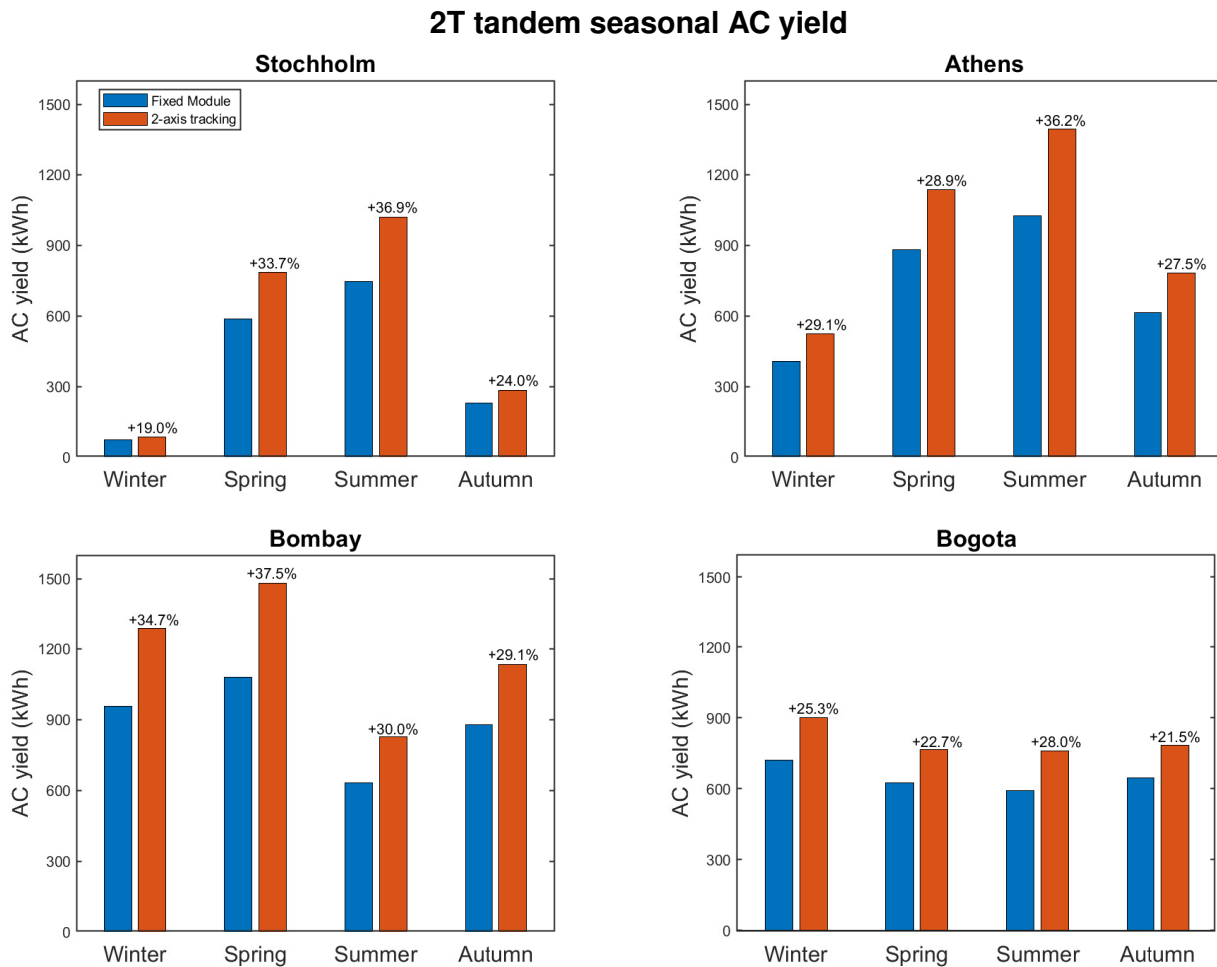 2T tandem seasonal AC yield
Stochholm
Fixed Module
2-axis tracking
AC yield (kWh)
1500
1200
900
600
300
0
+19.0%
+33.7%
+36.9%
+24.0%
Winter
Spring
Summer
Autumn
Athens
AC yield (kWh)
1500
1200
900
600
300
0
+29.1%
+28.9%
+36.2%
+27.5%
Winter
Spring
Summer
Autumn
Bombay
AC yield (kWh)
1500
1200
900
600
300
0
+34.7%
+37.5%
+30.0%
+29.1%
Winter
Spring
Summer
Autumn
Bogota
AC yield (kWh)
1500
1200
900
600
300
0
+25.3%
+22.7%
+28.0%
+21.5%
Winter
Spring
Summer
Autumn